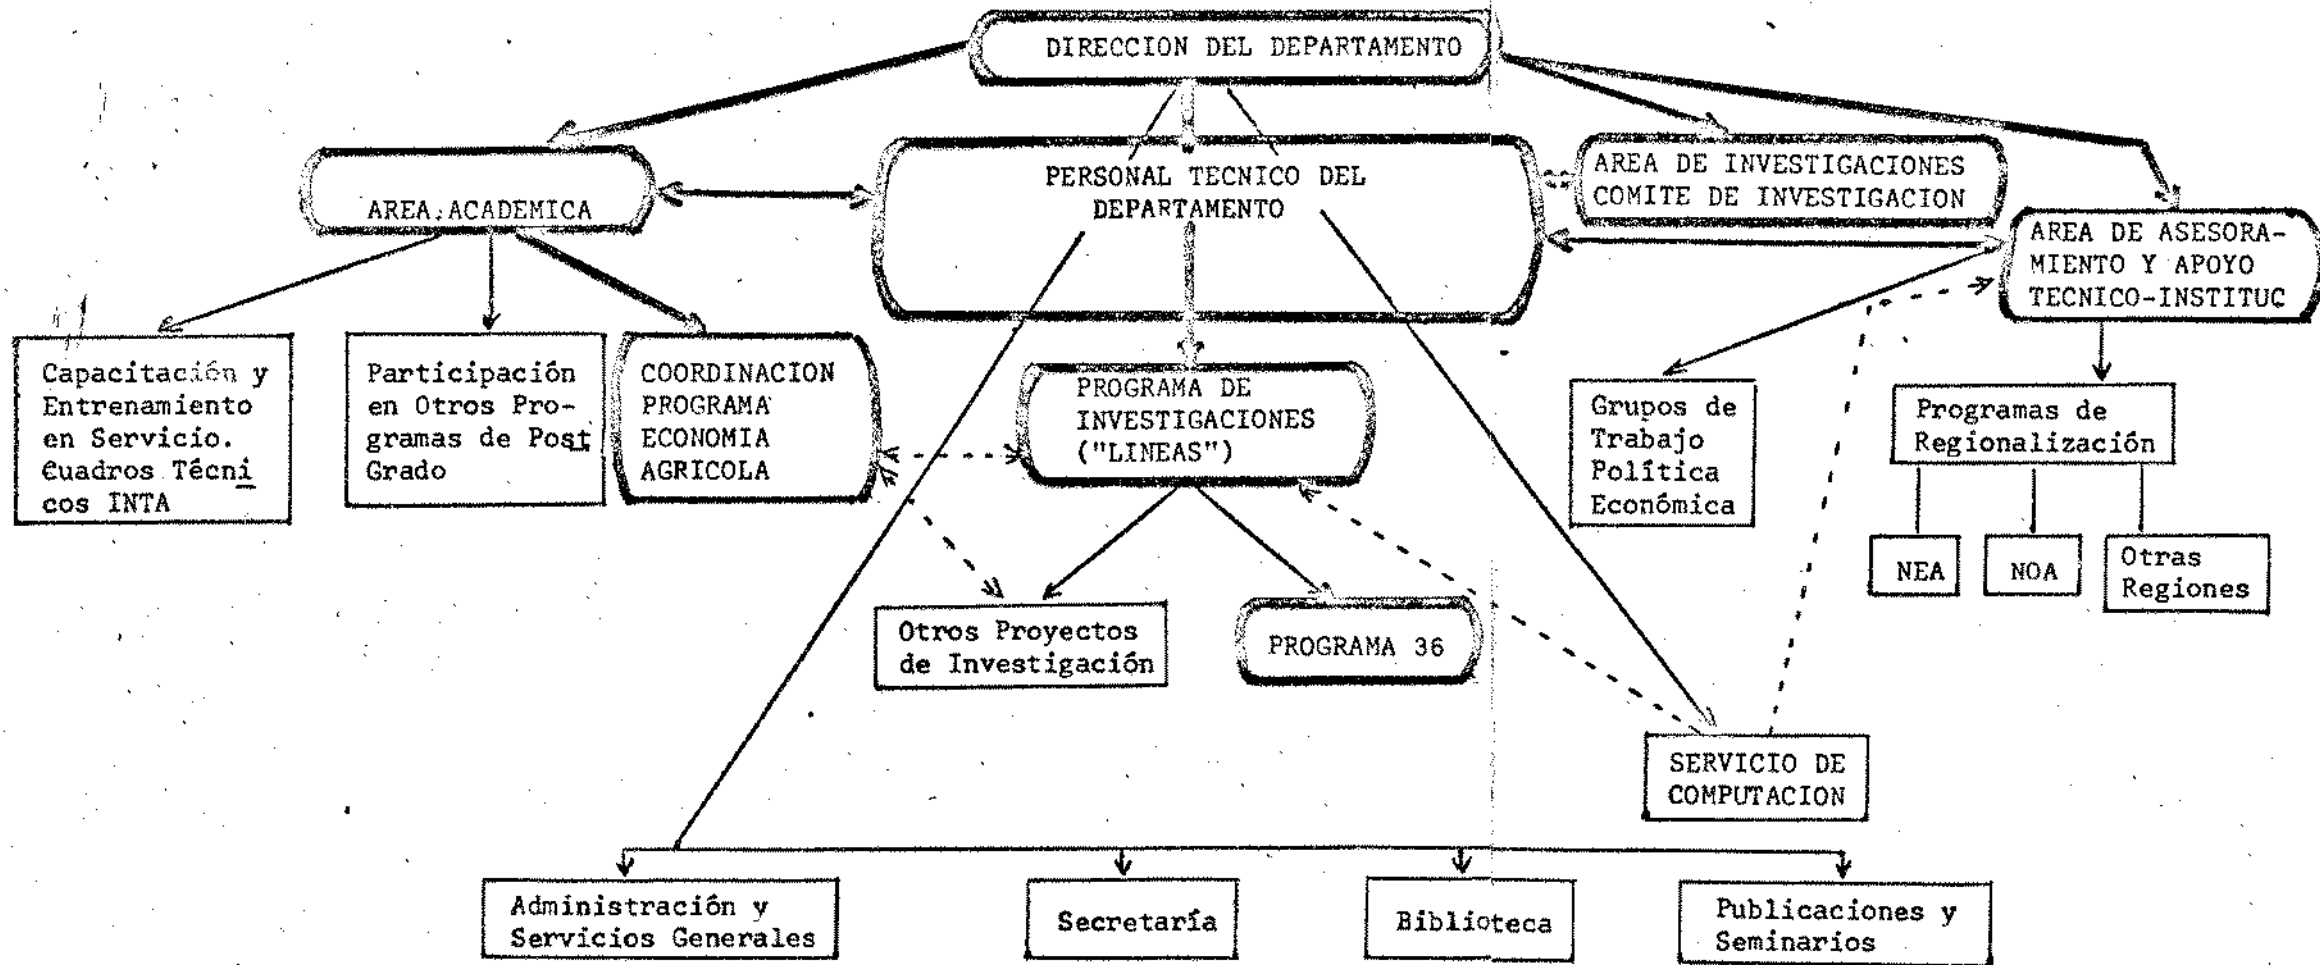 DIRECCION DEL DEPARTAMENTO
AREA ACADEMICA
PERSONAL TECNICO DEL
DEPARTAMENTO
AREA DE INVESTIGACIONES
COMITE DE INVESTIGACION
AREA DE ASESORA-
MIENTO Y APOYO
TECNICO-INSTITUC
Capacitación y
Entrenamiento
en Servicio.
Cuadros Técni
cos INTA
Participación
en Otros Pro-
gramas de Post
Grado
COORDINACION
PROGRAMA
ECONOMIA
AGRICOLA
PROGRAMA DE
INVESTIGACIONES
("LINEAS")
Grupos de
Trabajo
Política
Económica
Programas de
Regionalización
NEA
NOA
Otras
Regiones
Otros Proyectos
de Investigación
PROGRAMA 36
SERVICIO DE
COMPUTACION
Administración y
Servicios Generales
Secretaría
Biblioteca
Publicaciones y
Seminarios